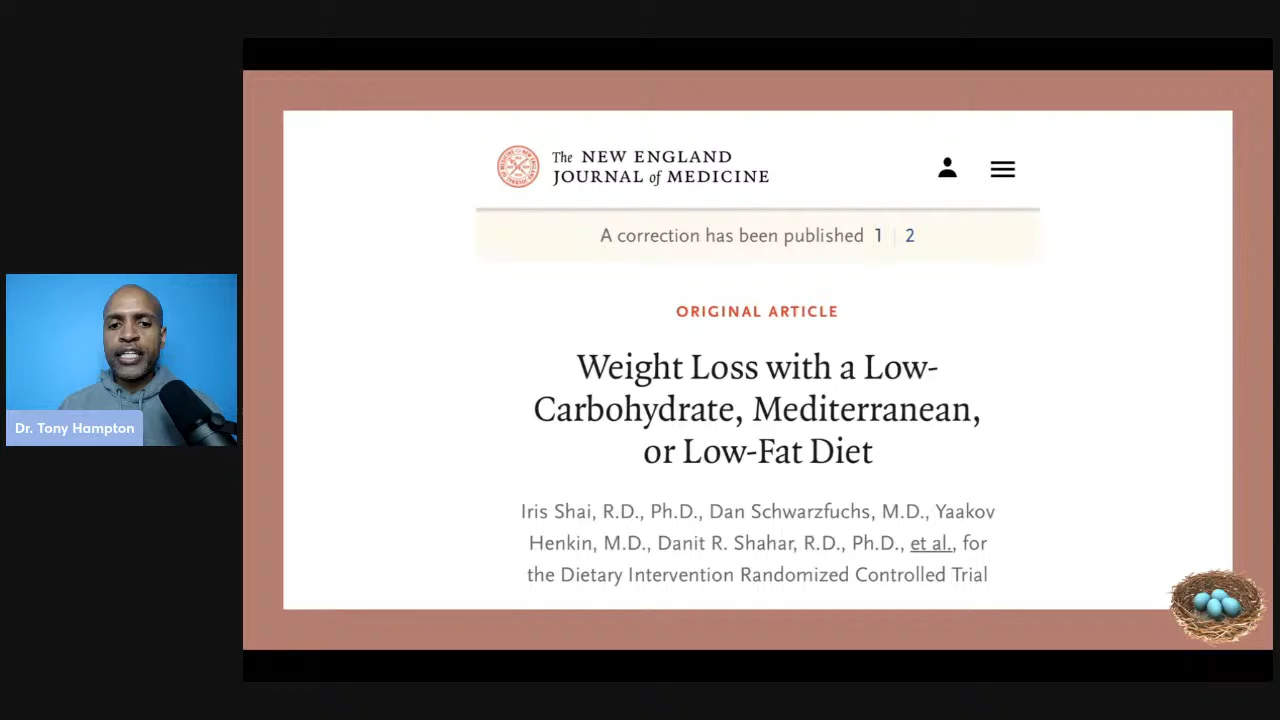 Dr. Tony Hampton
The NEW ENGLAND
JOURNAL of MEDICINE
A correction has been published 1 | 2
ORIGINAL ARTICLE
Weight Loss with a Low-
Carbohydrate, Mediterranean,
or Low-Fat Diet
Iris Shai, R.D., Ph.D., Dan Schwarzfuchs, M.D., Yaakov
Henkin, M.D., Danit R. Shahar, R.D., Ph.D., et al., for
the Dietary Intervention Randomized Controlled Trial